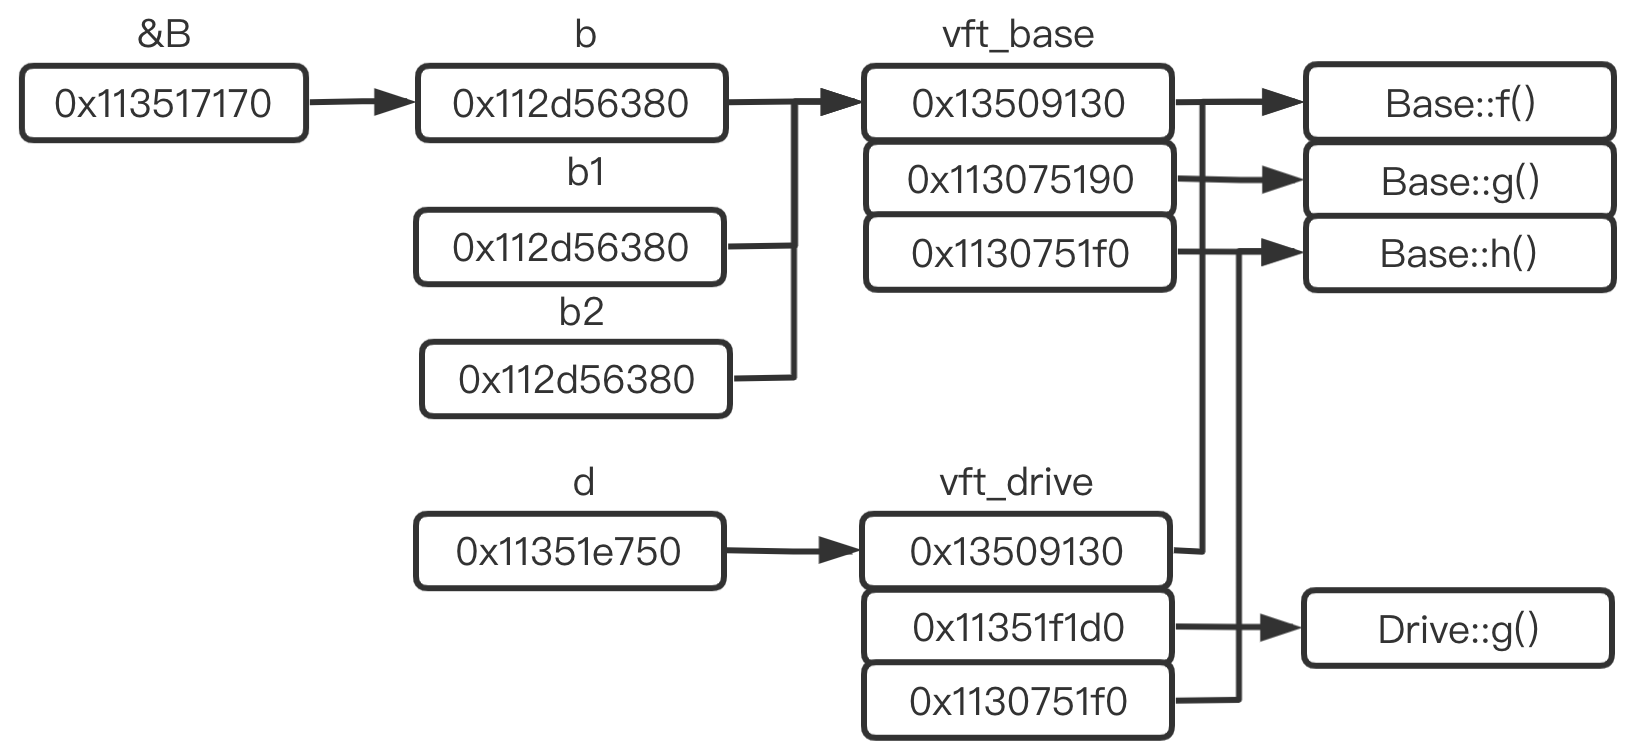 &B
b
vft_base
0x113517170
0x112d56380
0x13509130
Base::f()
b1
0x113075190
Base::g()
0x112d56380
0x1130751f0
Base::h()
b2
0x112d56380
d
vft_drive
0x11351e750
0x13509130
0x11351f1d0
Drive::g()
0x1130751f0